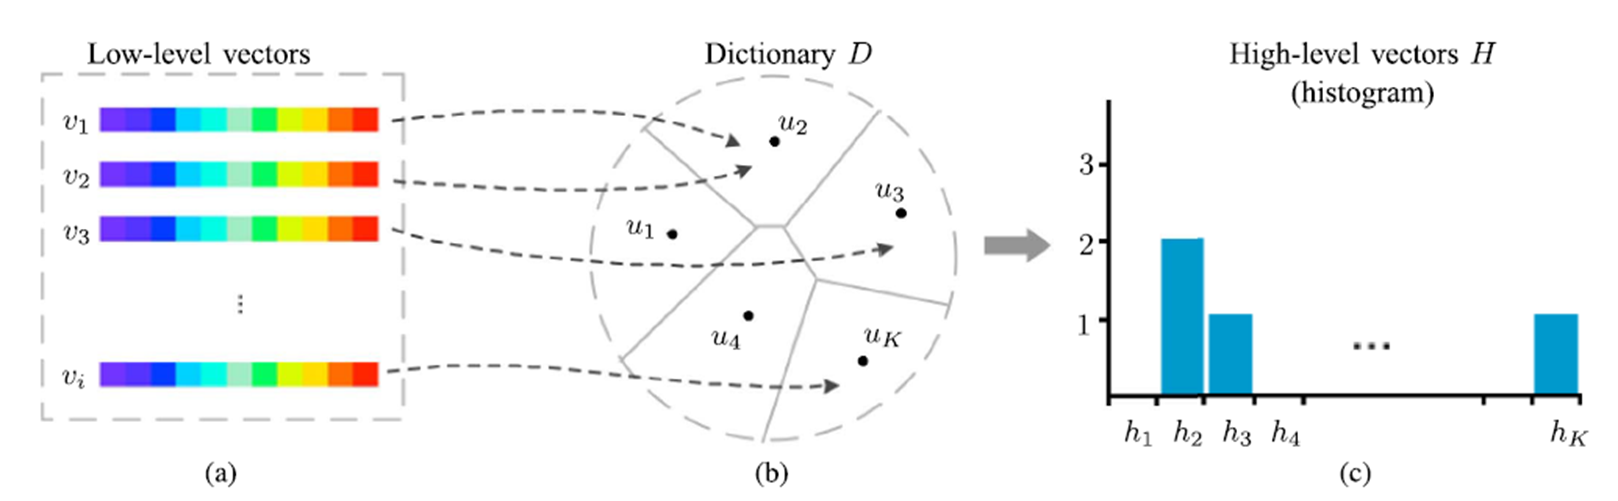 Low-level vectors
v1
v2
v3
⋮
vi
(a)
Dictionary D
u2
u3
u1
u4
uK
(b)
High-level vectors H
(histogram)
3
2
1
...
h1 h2 h3 h4 hK
(c)